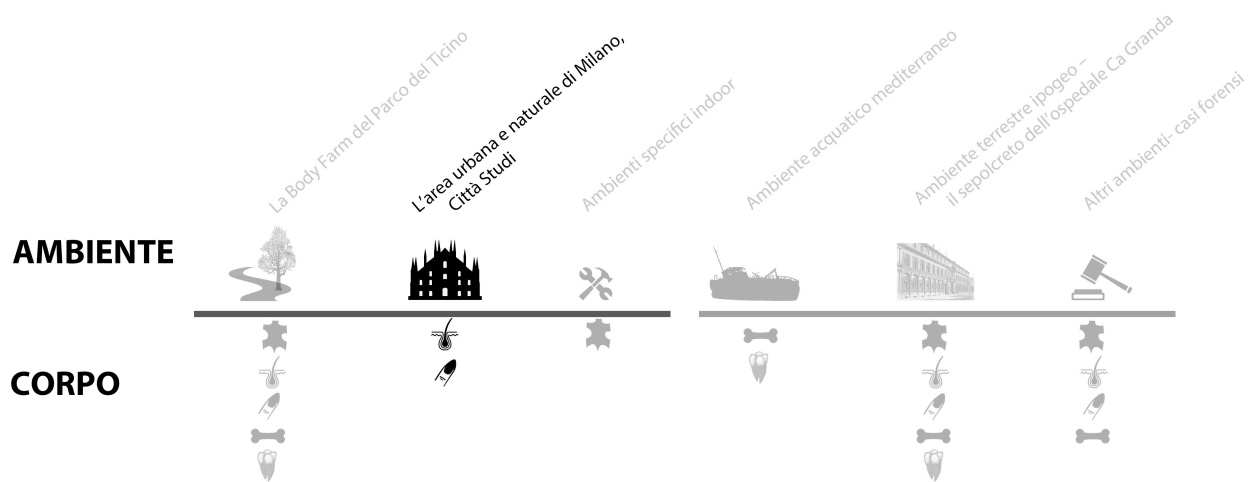 La Body Farm del Parco del Ticino
L'area urbana e naturale di Milano,
Città Studi
Ambienti specifici indoor
Ambiente acquatico mediterraneo
Ambiente terrestre ipogeo –
il sepolcreto dell'ospedale Ca Granda
Altri ambienti- casi forensi
AMBIENTE
CORPO